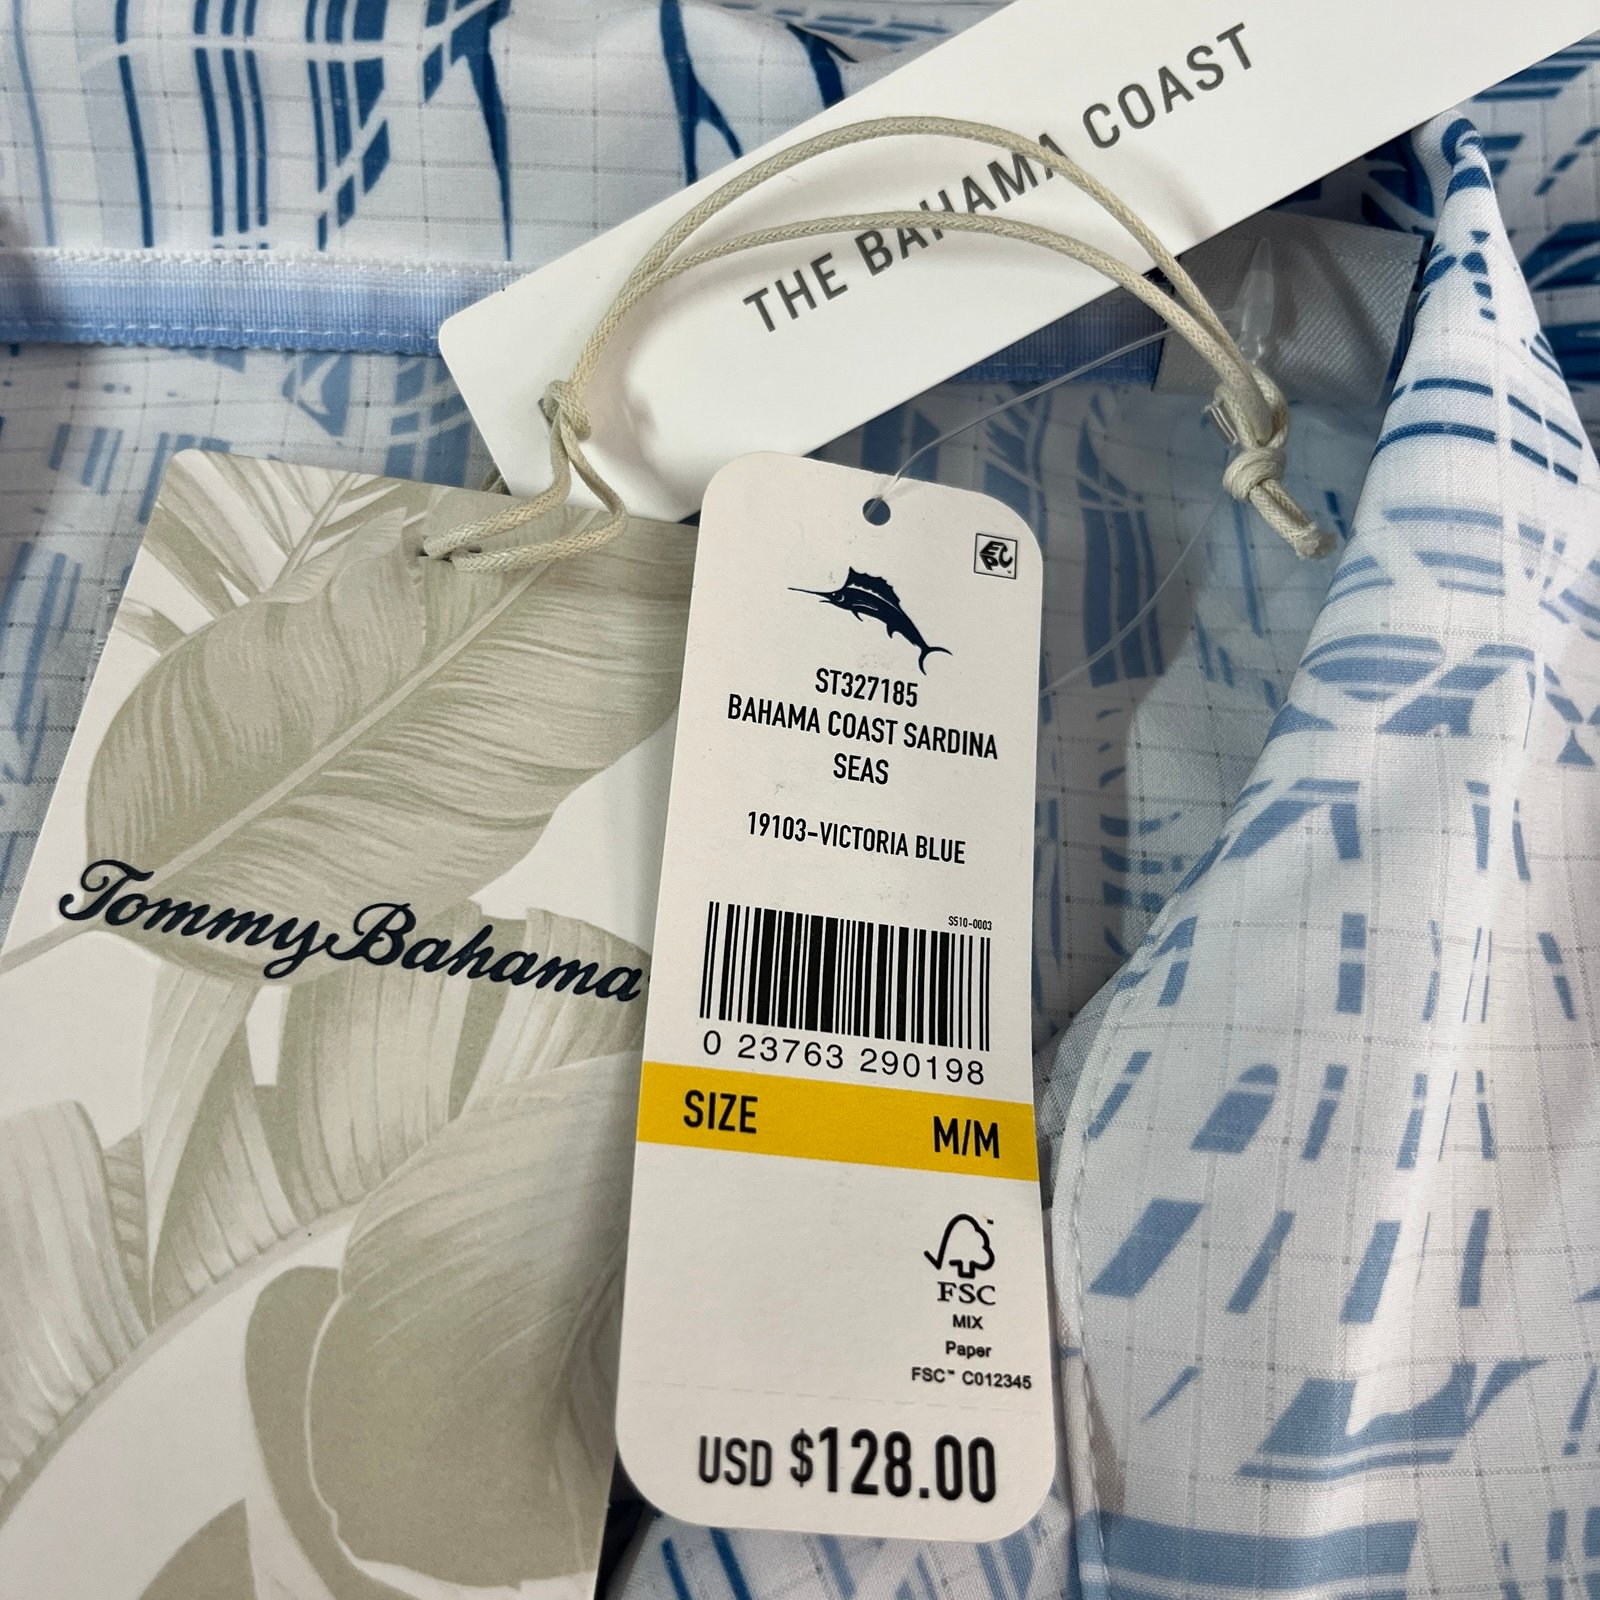 THE BAHAMA COAST
Tommy Bahama
EPC
ST327185
BAHAMA COAST SARDINA
SEAS
19103-VICTORIA BLUE
S510-0003
0 23763 290198
SIZE M/M
FSC
MIX
Paper
FSC™ C012345
USD $128.00